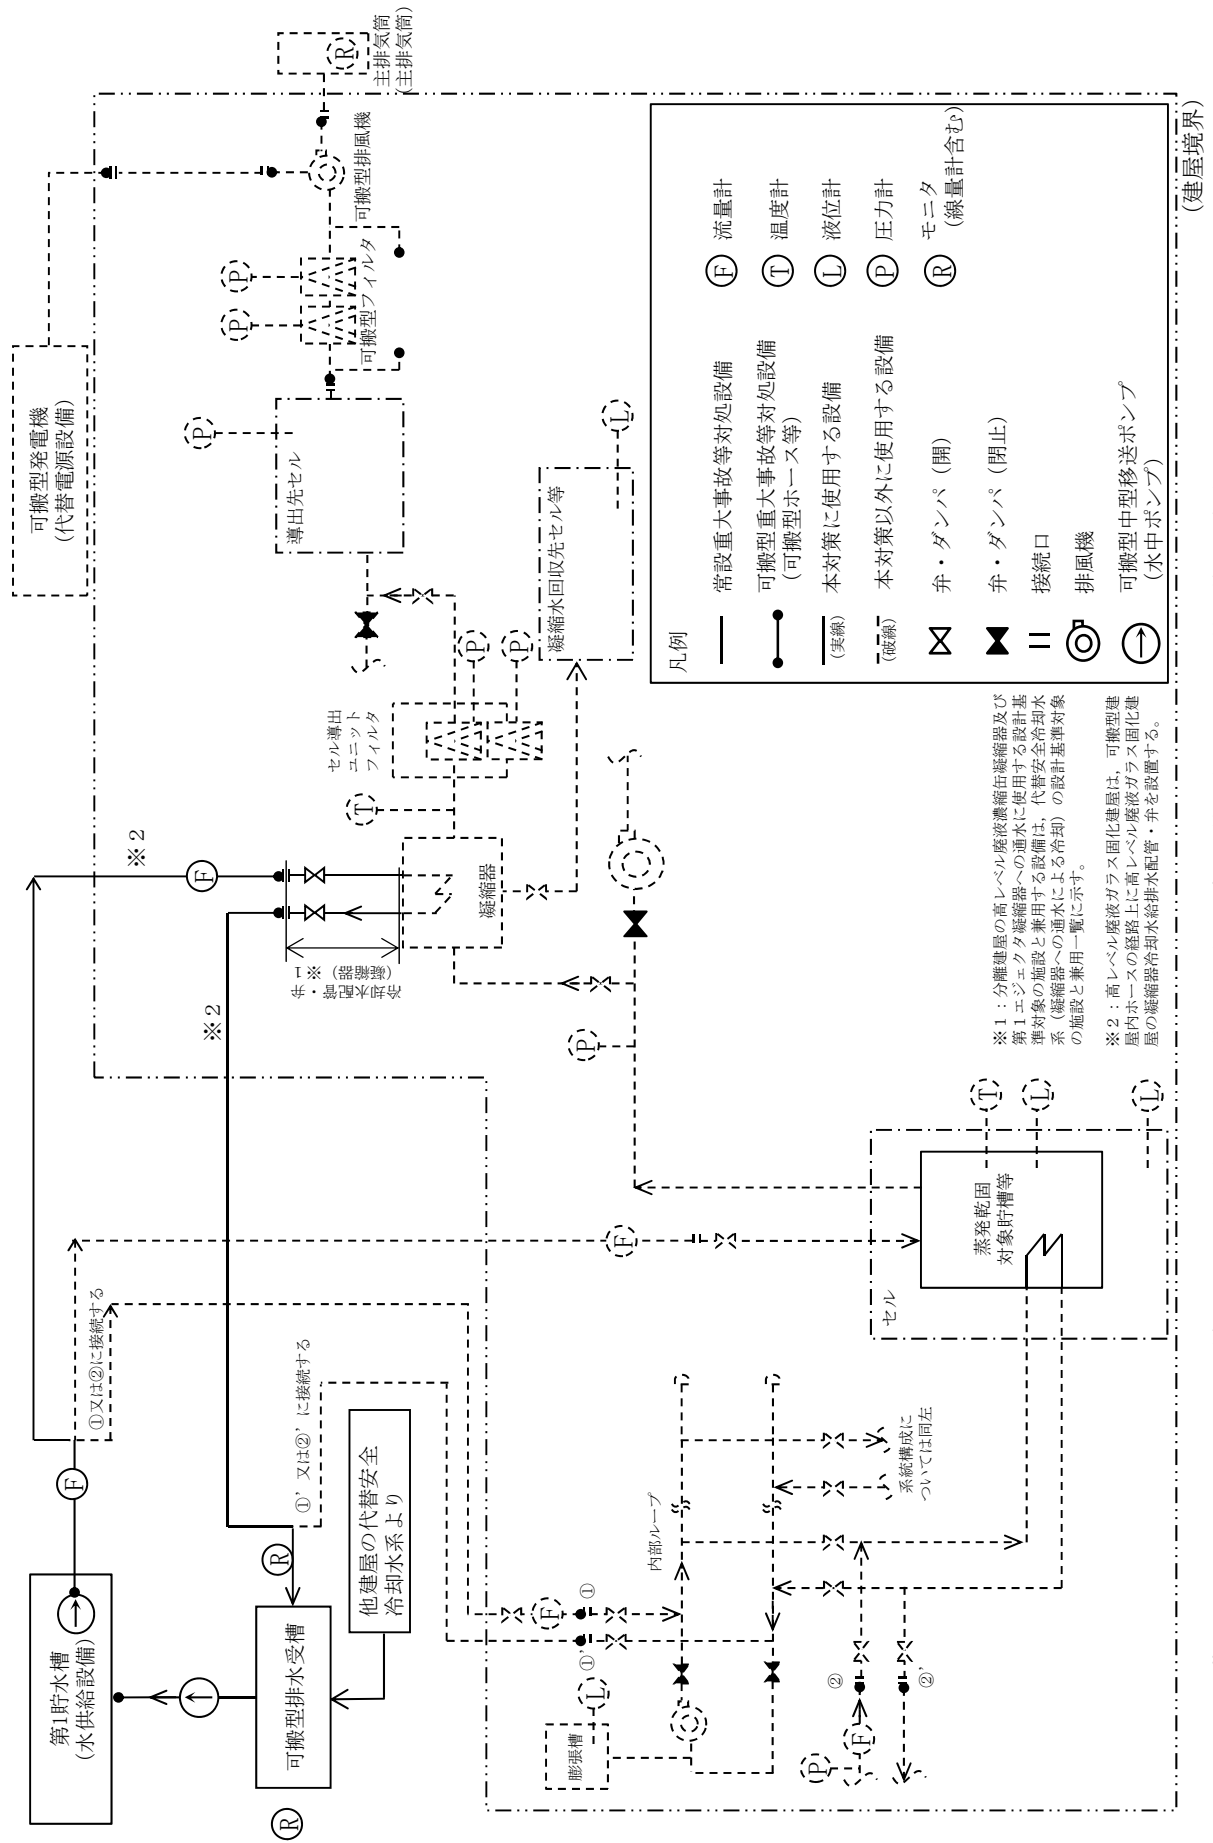 第1貯水槽
(水供給設備)
F
可搬型排水受槽
R
R
他建屋の代替安全
冷却水系より
①又は②に接続する
①’又は②’に接続する
※２
※２
F
冷却水配管・弁
(凝縮器) ※１
凝縮器
T
セル導出
ユニット
フィルタ
P
P
凝縮水回収先セル等
L
導出先セル
P
可搬型フィルタ
P
P
可搬型排風機
可搬型発電機
(代替電源設備)
R
主排気筒
(主排気筒)
(建屋境界)
P
F
セル
蒸発乾固
対象貯槽等
T
L
L
内部ループ
系統構成に
ついては同左
F
①
①’
L
膨張槽
P
F
②
②’
※１：分離建屋の高レベル廃液濃縮缶凝縮器及び
第１エジェクタ凝縮器への通水に使用する設計基
準対象の施設と兼用する設備は，代替安全冷却水
系（凝縮器への通水による冷却）の設計基準対象
の施設と兼用一覧に示す。
※２：高レベル廃液ガラス固化建屋は，可搬型建
屋内ホースの経路上に高レベル廃液ガラス固化建
屋の凝縮器冷却水給排水配管・弁を設置する。
凡例
常設重大事故等対処設備
可搬型重大事故等対処設備
(可搬型ホース等)
(実線)
本対策に使用する設備
(破線)
本対策以外に使用する設備
弁・ダンパ（開）
弁・ダンパ（閉止）
接続口
排風機
可搬型中型移送ポンプ
(水中ポンプ)
F 流量計
T 温度計
L 液位計
P 圧力計
R モニタ
(線量計含む)